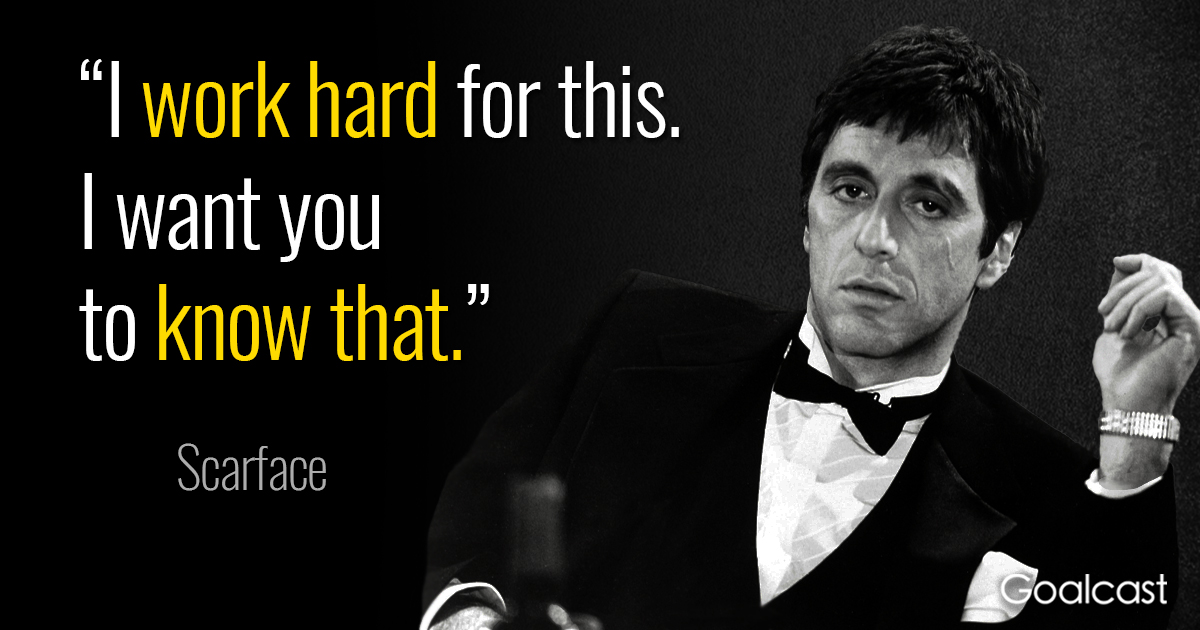 “I work hard for this.
I want you
to know that.”
Scarface
Goalcast